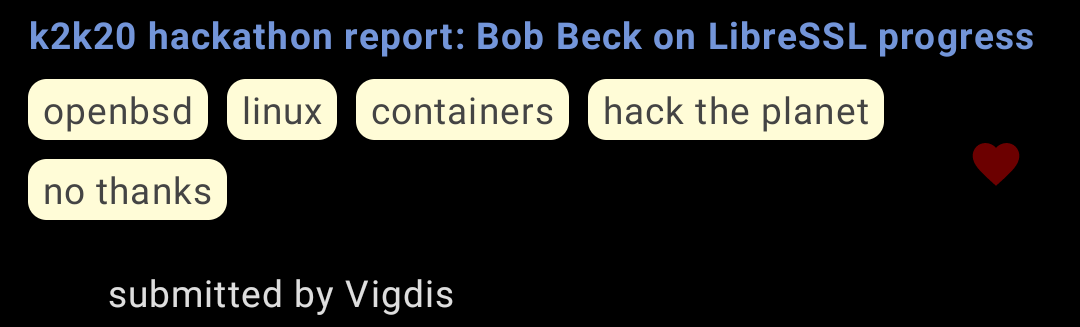 k2k20 hackathon report: Bob Beck on LibreSSL progress
openbsd linux containers hack the planet
no thanks
submitted by Vigdis